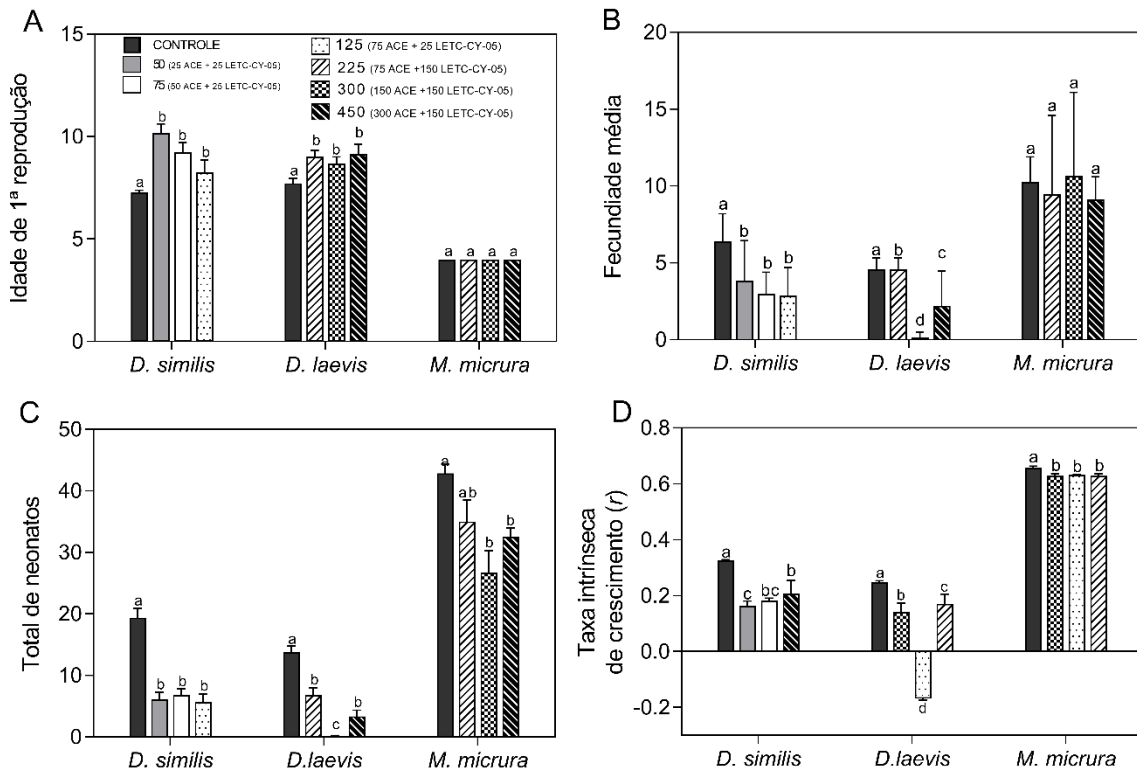 A
Idade de 1ª reprodução
15
10
5
0
CONTROLE
50 (25 ACE + 25 LETC-CY-05)
75 (50 ACE + 25 LETC-CY-05)
125 (75 ACE + 25 LETC-CY-05)
225 (75 ACE +150 LETC-CY-05)
300 (150 ACE +150 LETC-CY-05)
450 (300 ACE +150 LETC-CY-05)
a b b b a b b b a a a a
D. similis D. laevis M. micrura
B
Fecundiade média
20
15
10
5
0
a b b b a b d c a a a a
D. similis D. laevis M. micrura
C
Total de neonatos
50
40
30
20
10
0
a b b b a b c b a ab b b
D. similis D.laevis M. micrura
D
Taxa intrínseca
de crescimento (r)
0.8
0.6
0.4
0.2
0.0
-0.2
a c bc b a b d c a b b b
D. similis D.laevis M. micrura